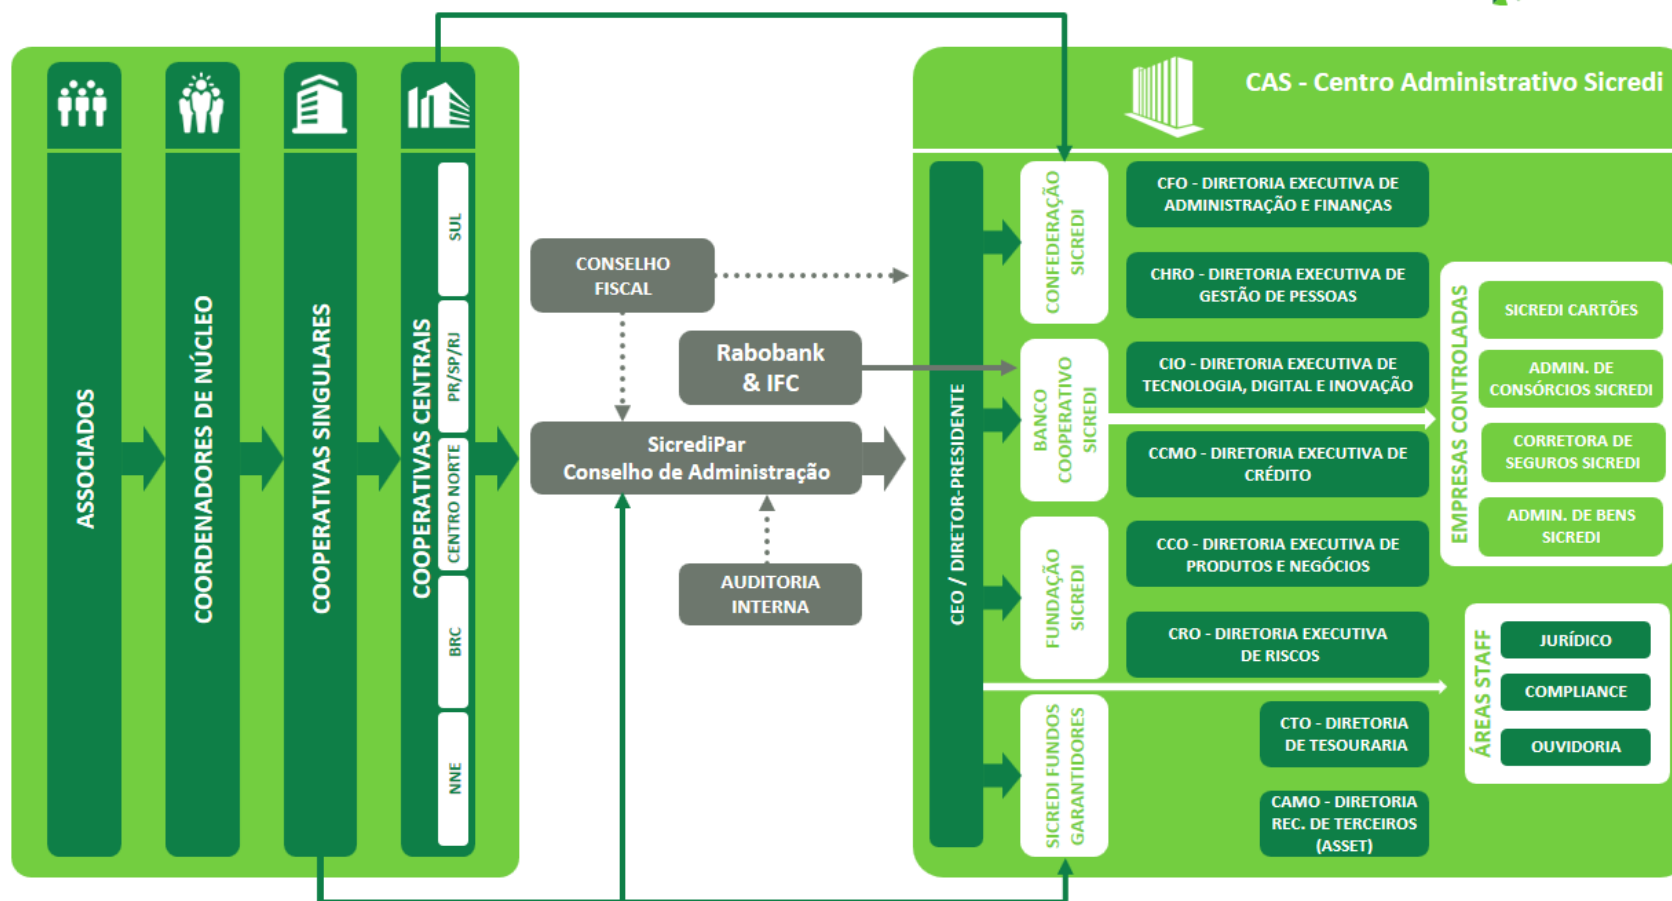 CAS - Centro Administrativo Sicredi
ASSOCIADOS
COORDENADORES DE NÚCLEO
COOPERATIVAS SINGULARES
COOPERATIVAS CENTRAIS
SUL
PR/SP/RJ
CENTRO NORTE
BRC
NNE
CONSELHO
FISCAL
Rabobank
& IFC
SicrediPar
Conselho de Administração
AUDITORIA
INTERNA
CEO / DIRETOR-PRESIDENTE
CONFEDERAÇÃO
SICREDI
BANCO
COOPERATIVO
SICREDI
FUNDAÇÃO
SICREDI
SICREDI FUNDOS
GARANTIDORES
CFO - DIRETORIA EXECUTIVA DE
ADMINISTRAÇÃO E FINANÇAS
CHRO - DIRETORIA EXECUTIVA DE
GESTÃO DE PESSOAS
CIO - DIRETORIA EXECUTIVA DE
TECNOLOGIA, DIGITAL E INOVAÇÃO
CCMO - DIRETORIA EXECUTIVA DE
CRÉDITO
CCO - DIRETORIA EXECUTIVA DE
PRODUTOS E NEGÓCIOS
CRO - DIRETORIA EXECUTIVA
DE RISCOS
CTO - DIRETORIA
DE TESOURARIA
CAMO - DIRETORIA
REC. DE TERCEIROS
(ASSET)
EMPRESAS CONTROLADAS
SICREDI CARTÕES
ADMIN. DE
CONSÓRCIOS SICREDI
CORRETORA DE
SEGUROS SICREDI
ADMIN. DE BENS
SICREDI
ÁREAS STAFF
JURÍDICO
COMPLIANCE
OUVIDORIA